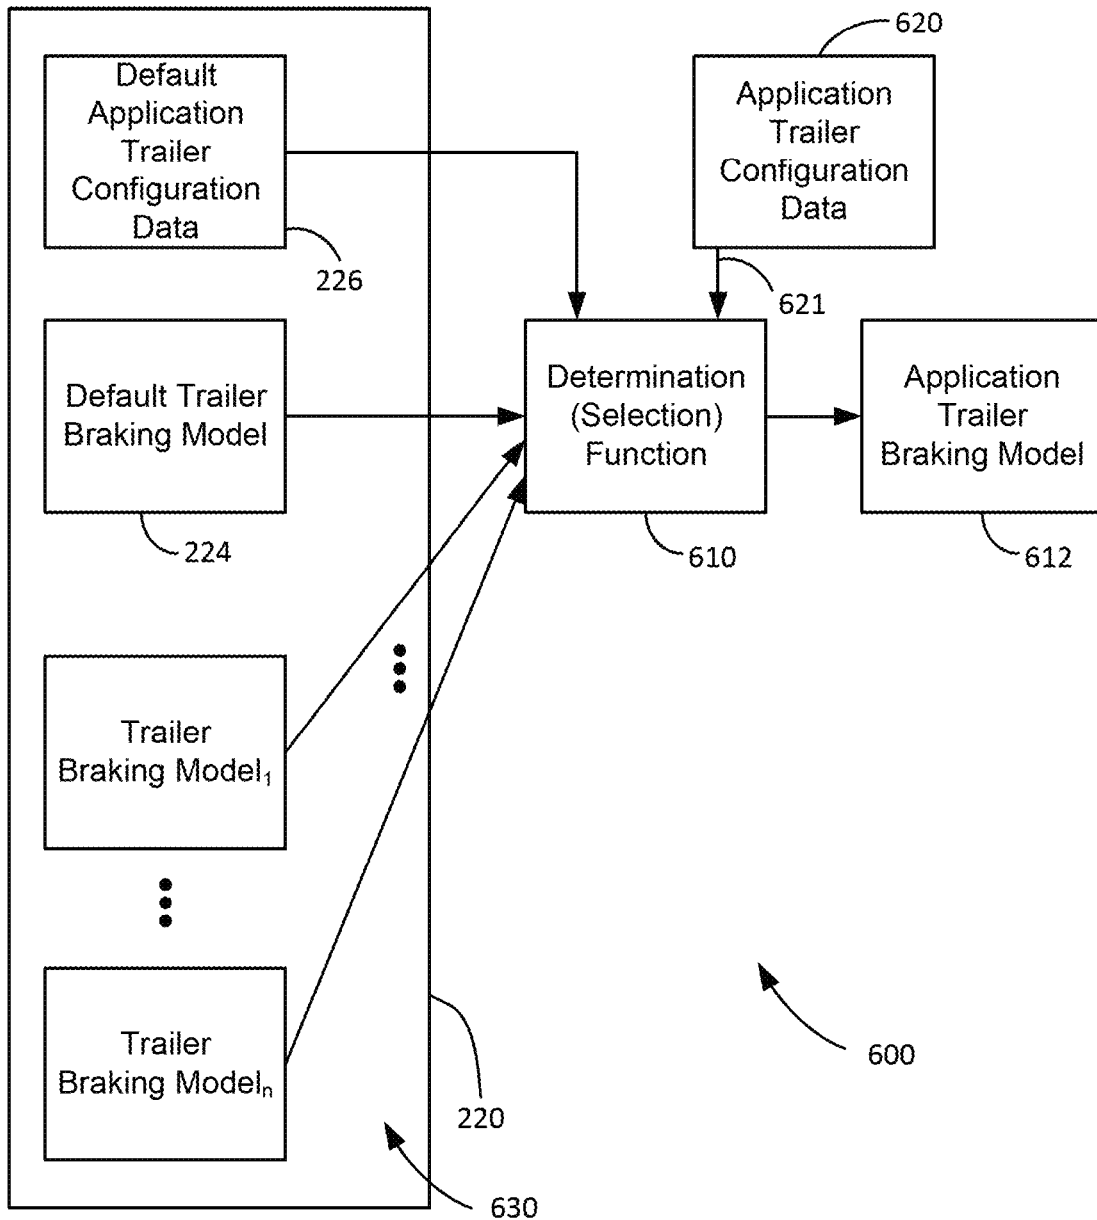 Default
Application
Trailer
Configuration
Data
226
620
Application
Trailer
Configuration
Data
621
Default Trailer
Braking Model
224
Determination
(Selection)
Function
610
Application
Trailer
Braking Model
612
Trailer
Braking Model1
Trailer
Braking Modeln
600
220
630